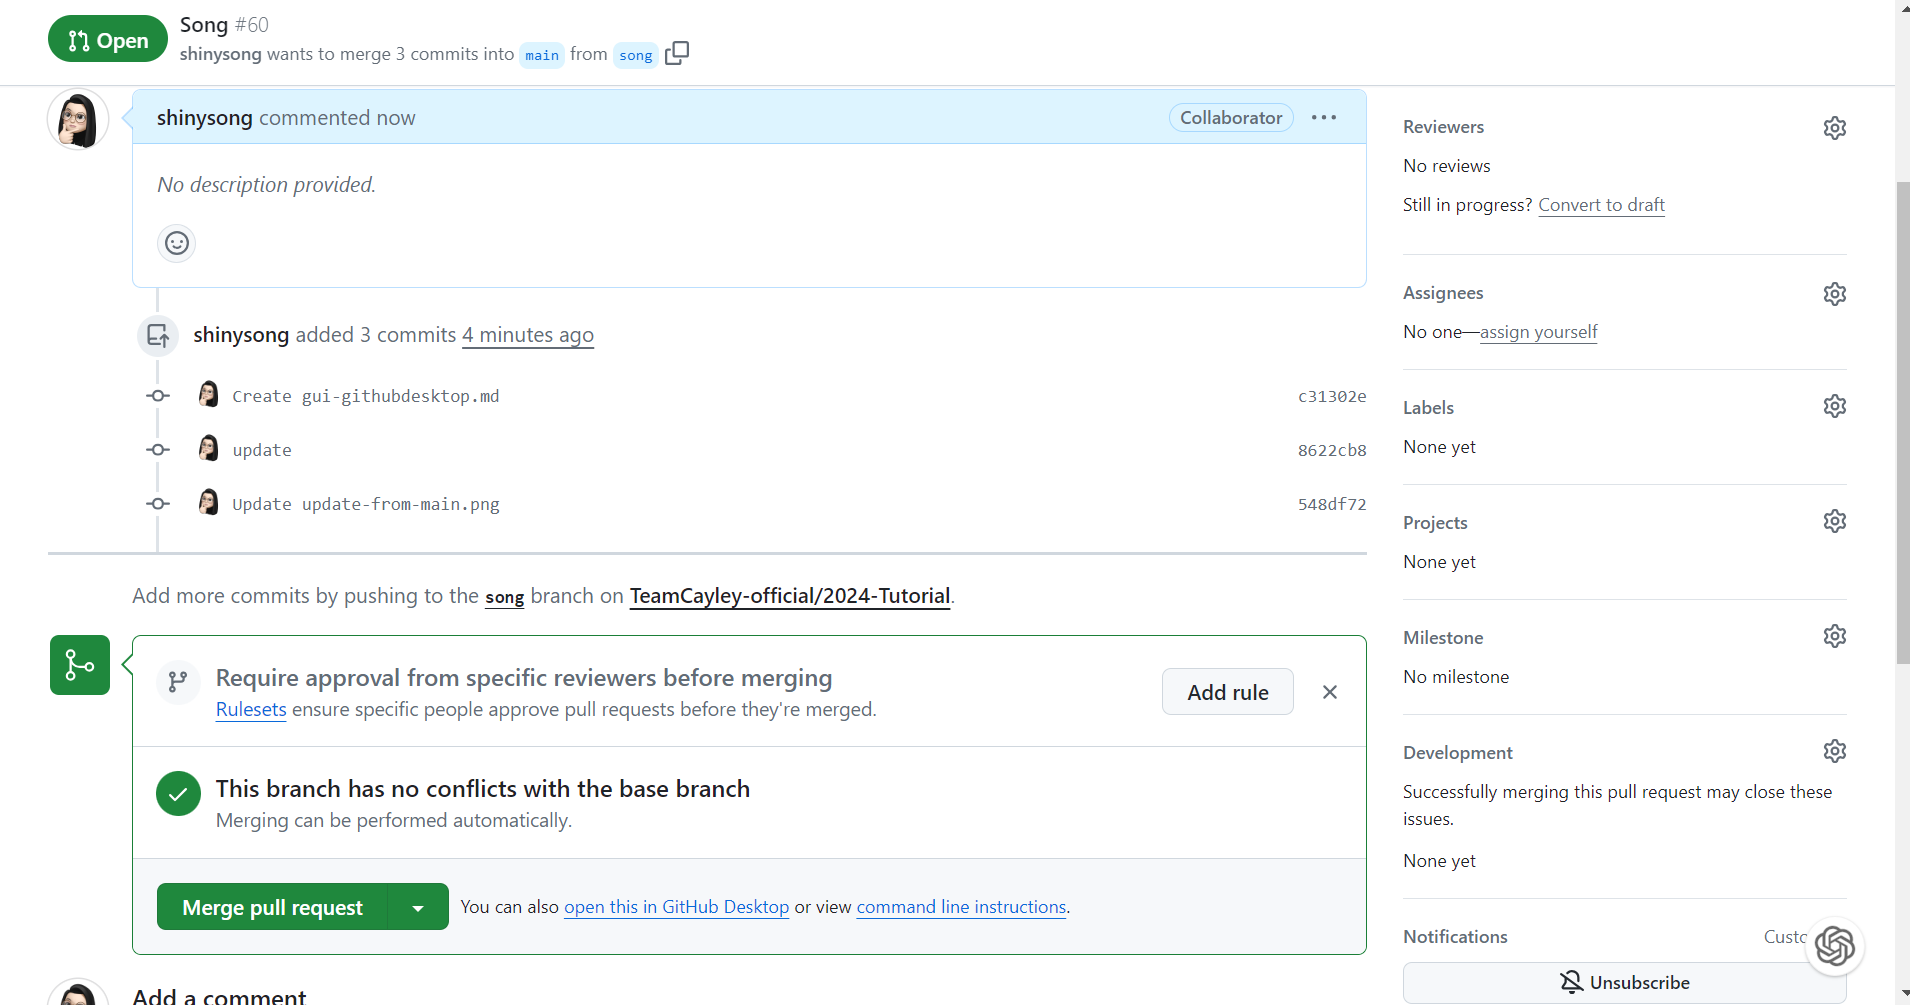 Open
Song #60
shinysong wants to merge 3 commits into main from song
shinysong commented now
Collaborator
No description provided.
shinysong added 3 commits 4 minutes ago
Create gui-githubdesktop.md c31302e
update 8622cb8
Update update-from-main.png 548df72
Add more commits by pushing to the song branch on TeamCayley-official/2024-Tutorial.
Require approval from specific reviewers before merging
Rulesets ensure specific people approve pull requests before they're merged.
Add rule
This branch has no conflicts with the base branch
Merging can be performed automatically.
Merge pull request
You can also open this in GitHub Desktop or view command line instructions.
Add a comment
Reviewers
No reviews
Still in progress? Convert to draft
Assignees
No one—assign yourself
Labels
None yet
Projects
None yet
Milestone
No milestone
Development
Successfully merging this pull request may close these
issues.
None yet
Notifications
Unsubscribe